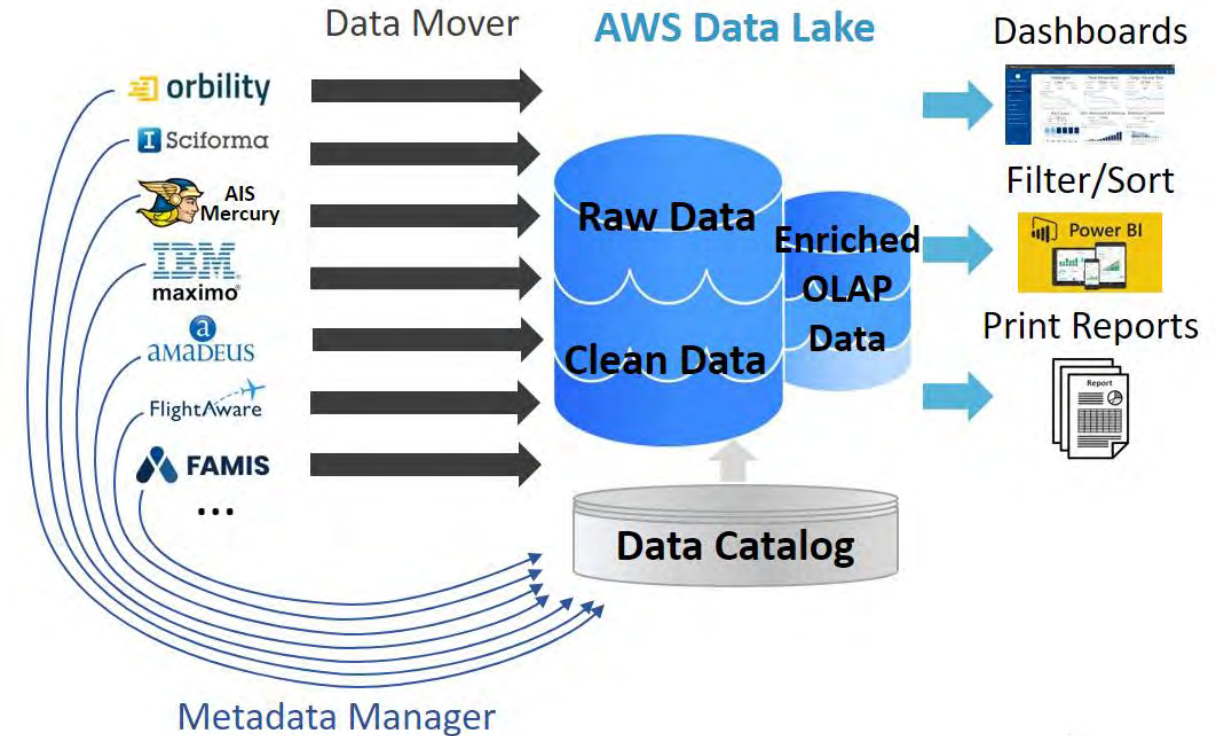 Data Mover
AWS Data Lake
Dashboards
orbility
Sciforma
AIS
Mercury
IBM
maximo
a
amadeus
FlightAware
FAMIS
...
Raw Data
Clean Data
Enriched
OLAP
Data
Filter/Sort
Power BI
Print Reports
Report
Data Catalog
Metadata Manager